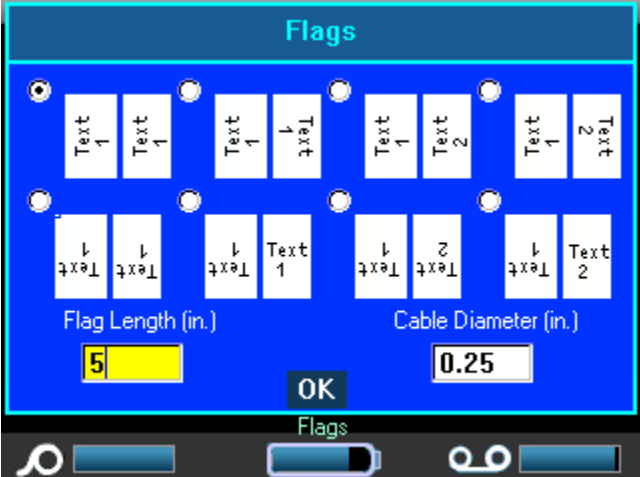 Flags
Text 1 Text 1 Text 1 Text 1 Text 1 Text 2 Text 1 Text 2
Text 1 Text 1 Text 1 Text 1 Text 1 Text 2 Text 1 Text 2
Flag Length (in.) Cable Diameter (in.)
5 0.25
OK
Flags